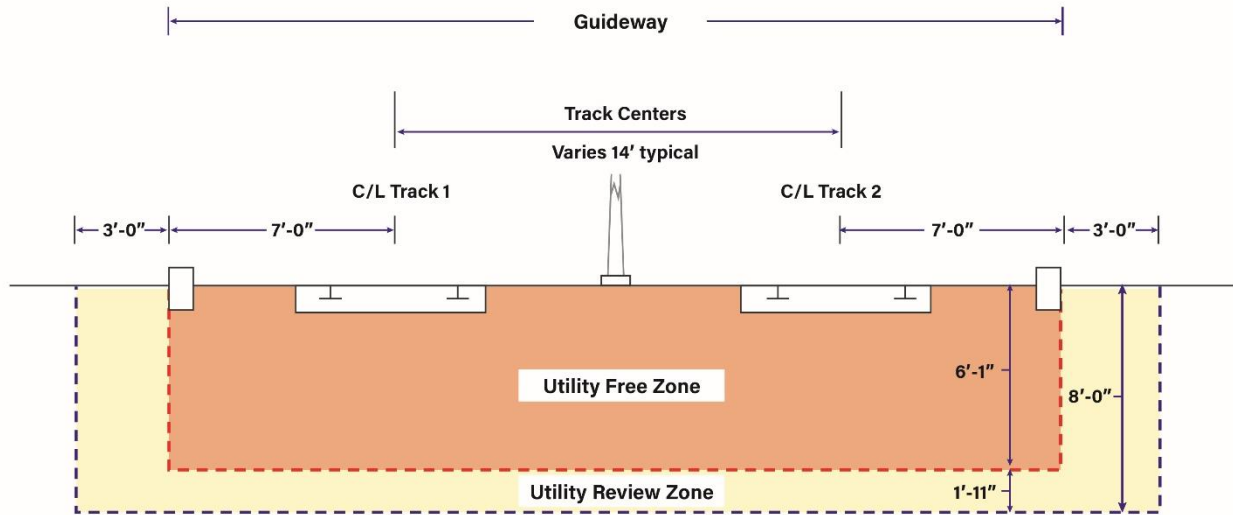 Guideway
Track Centers
Varies 14′ typical
C/L Track 1
C/L Track 2
3′-0″
7′-0″
7′-0″
3′-0″
6′-1″
Utility Free Zone
8′-0″
Utility Review Zone
1′-11″